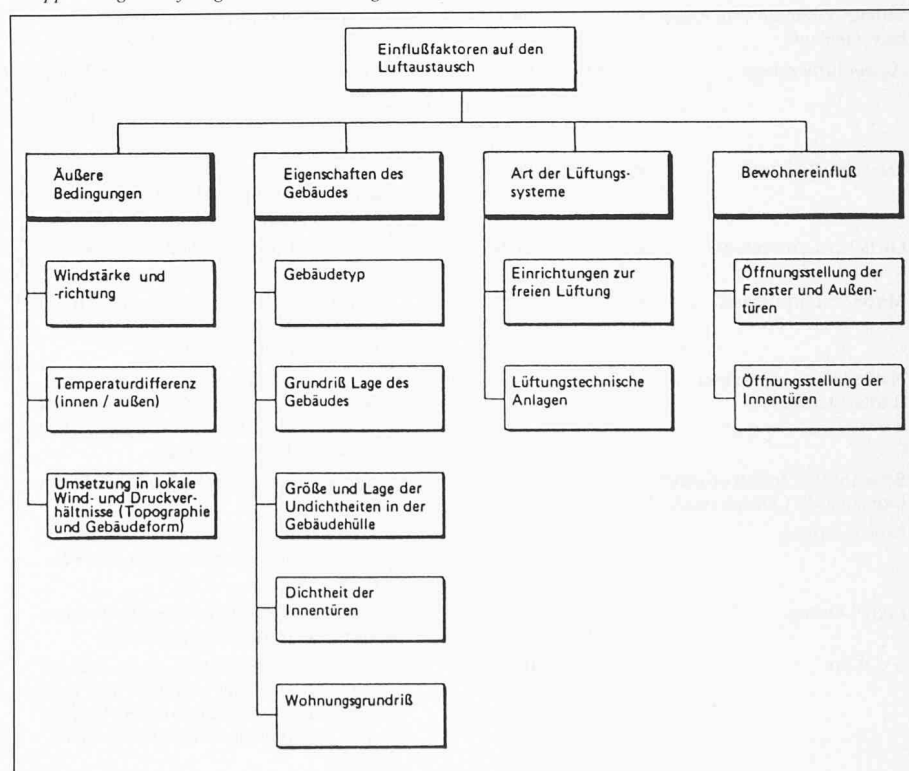 Einflußfaktoren auf den
Luftaustausch
Äußere
Bedingungen
Eigenschaften des
Gebäudes
Art der Lüftungs-
systeme
Bewohnereinfluß
Windstärke und
-richtung
Temperaturdifferenz
(innen / außen)
Umsetzung in lokale
Wind- und Druckver-
hältnisse (Topographie
und Gebäudeform)
Gebäudetyp
Grundriß Lage des
Gebäudes
Größe und Lage der
Undichtheiten in der
Gebäudehülle
Dichtheit der
Innentüren
Wohnungsgrundriß
Einrichtungen zur
freien Lüftung
Lüftungstechnische
Anlagen
Öffnungsstellung der
Fenster und Außen-
türen
Öffnungsstellung der
Innentüren